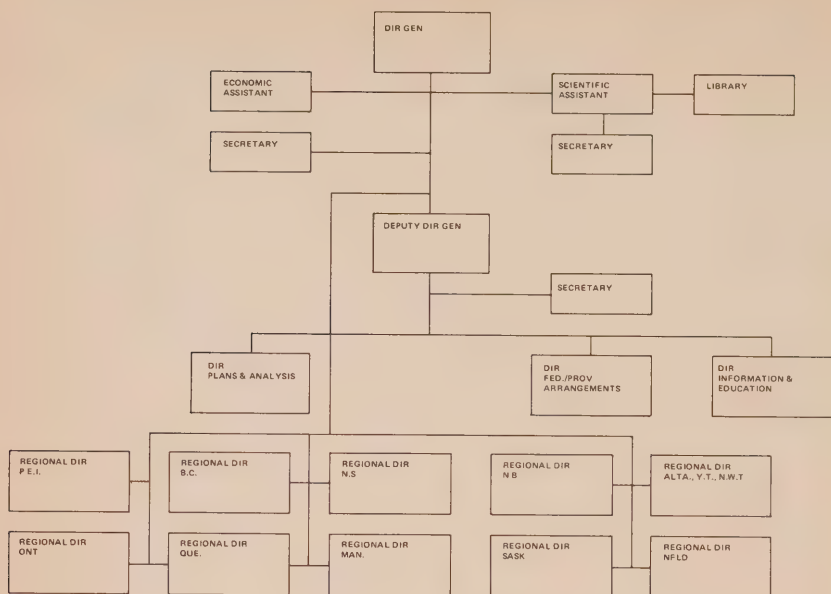 DIR GEN
ECONOMIC
ASSISTANT
SCIENTIFIC
ASSISTANT
LIBRARY
SECRETARY
SECRETARY
DEPUTY DIR GEN
SECRETARY
DIR
PLANS & ANALYSIS
DIR
FED./PROV
ARRANGEMENTS
DIR
INFORMATION &
EDUCATION
REGIONAL DIR
P.E.I.
REGIONAL DIR
B.C.
REGIONAL DIR
N.S
REGIONAL DIR
N B
REGIONAL DIR
ALTA., Y.T., N.W.T
REGIONAL DIR
ONT
REGIONAL DIR
QUE.
REGIONAL DIR
MAN.
REGIONAL DIR
SASK
REGIONAL DIR
NFLD